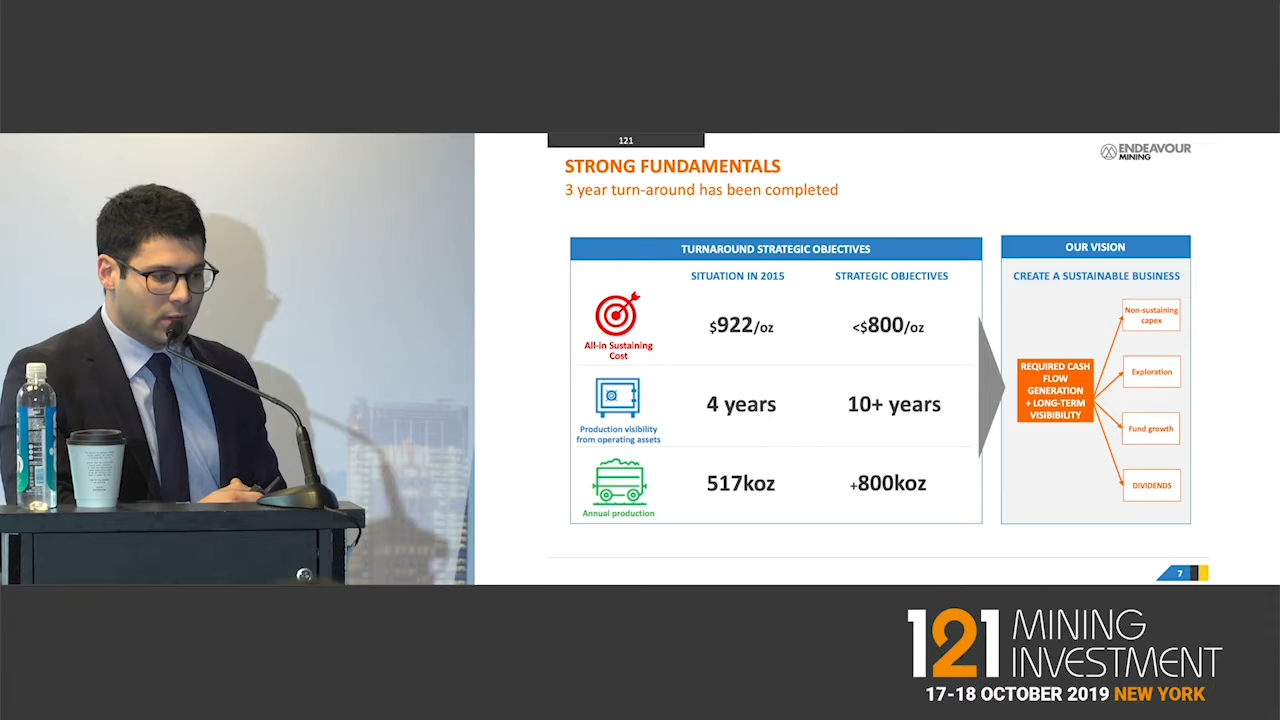 121
ENDEAVOUR
MINING
STRONG FUNDAMENTALS
3 year turn-around has been completed
TURNAROUND STRATEGIC OBJECTIVES
SITUATION IN 2015
STRATEGIC OBJECTIVES
All-in Sustaining
Cost
$922/oz
<$800/oz
Production visibility
from operating assets
4 years
10+ years
Annual production
517koz
+800koz
OUR VISION
CREATE A SUSTAINABLE BUSINESS
REQUIRED CASH
FLOW
GENERATION
+ LONG-TERM
VISIBIBILITY
Non-sustaining
capex
Exploration
Fund growth
DIVIDENDS
7
121 MINING
INVESTMENT
17-18 OCTOBER 2019 NEW YORK